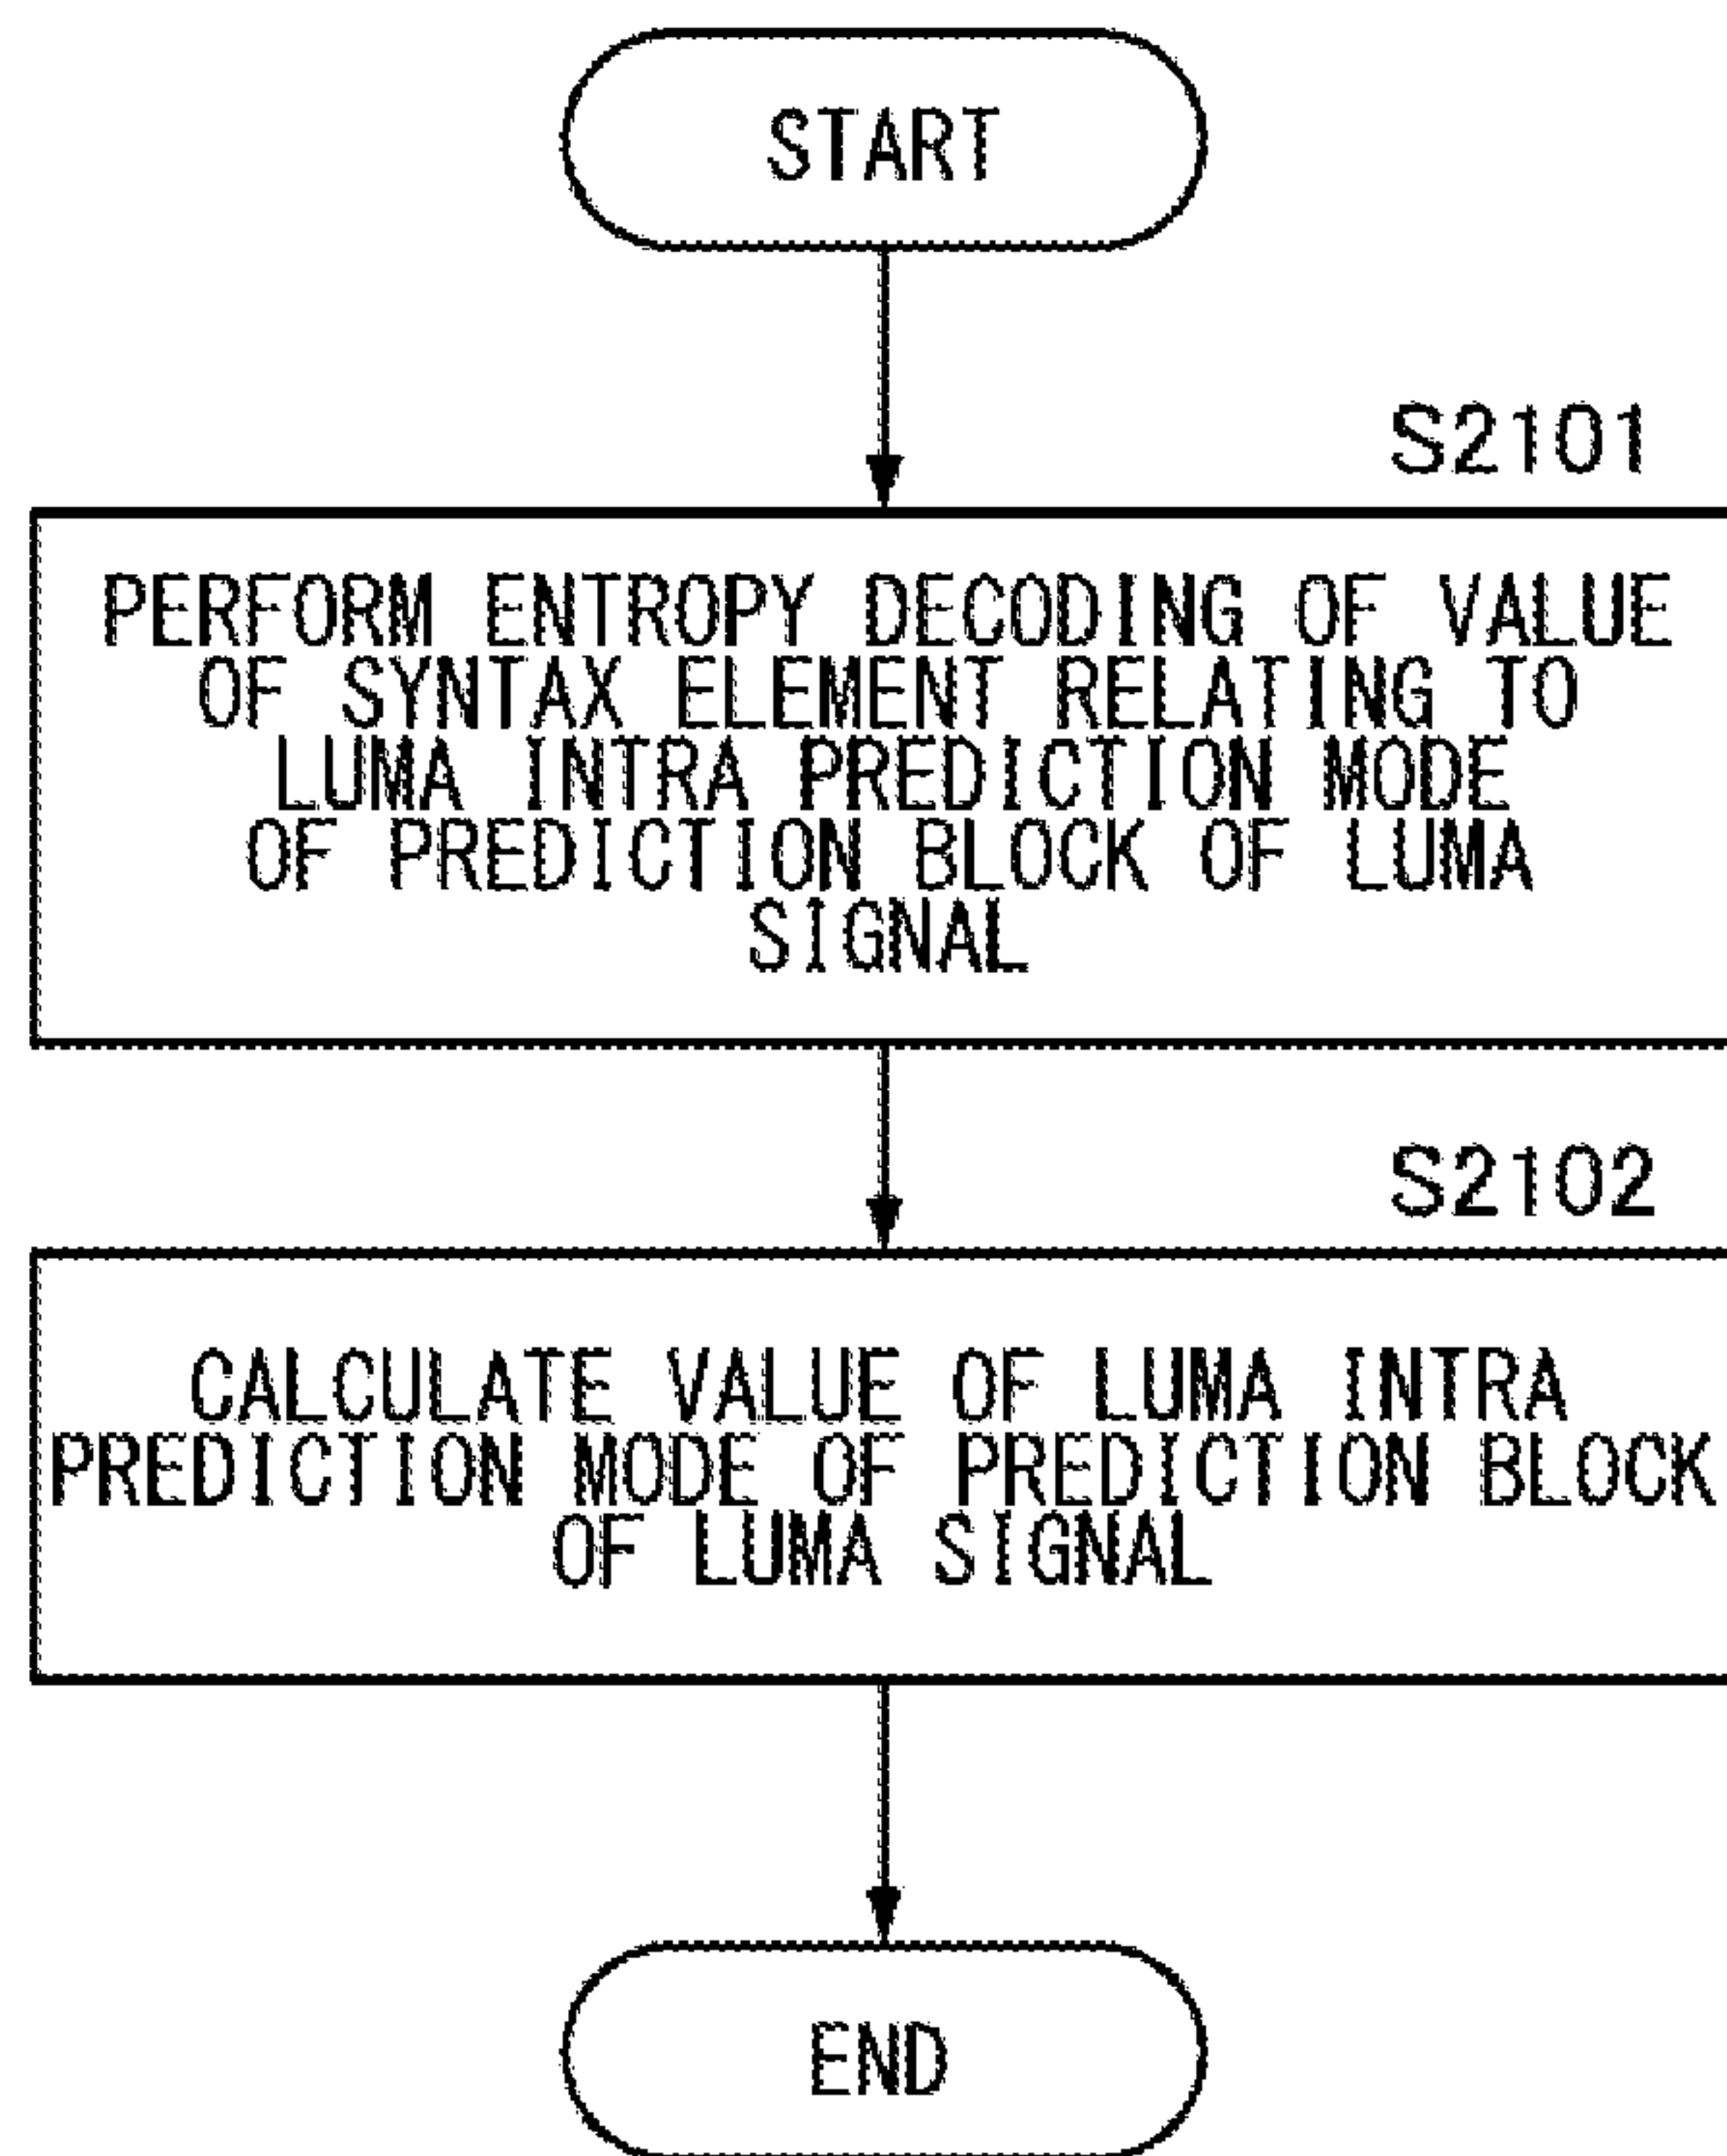 START
S2101
PERFORM ENTROPY DECODING OF VALUE
OF SYNTAX ELEMENT RELATING TO
LUMA INTRA PREDICTION MODE
OF PREDICTION BLOCK OF LUMA
SIGNAL
S2102
CALCULATE VALUE OF LUMA INTRA
PREDICTION MODE OF PREDICTION BLOCK
OF LUMA SIGNAL
END